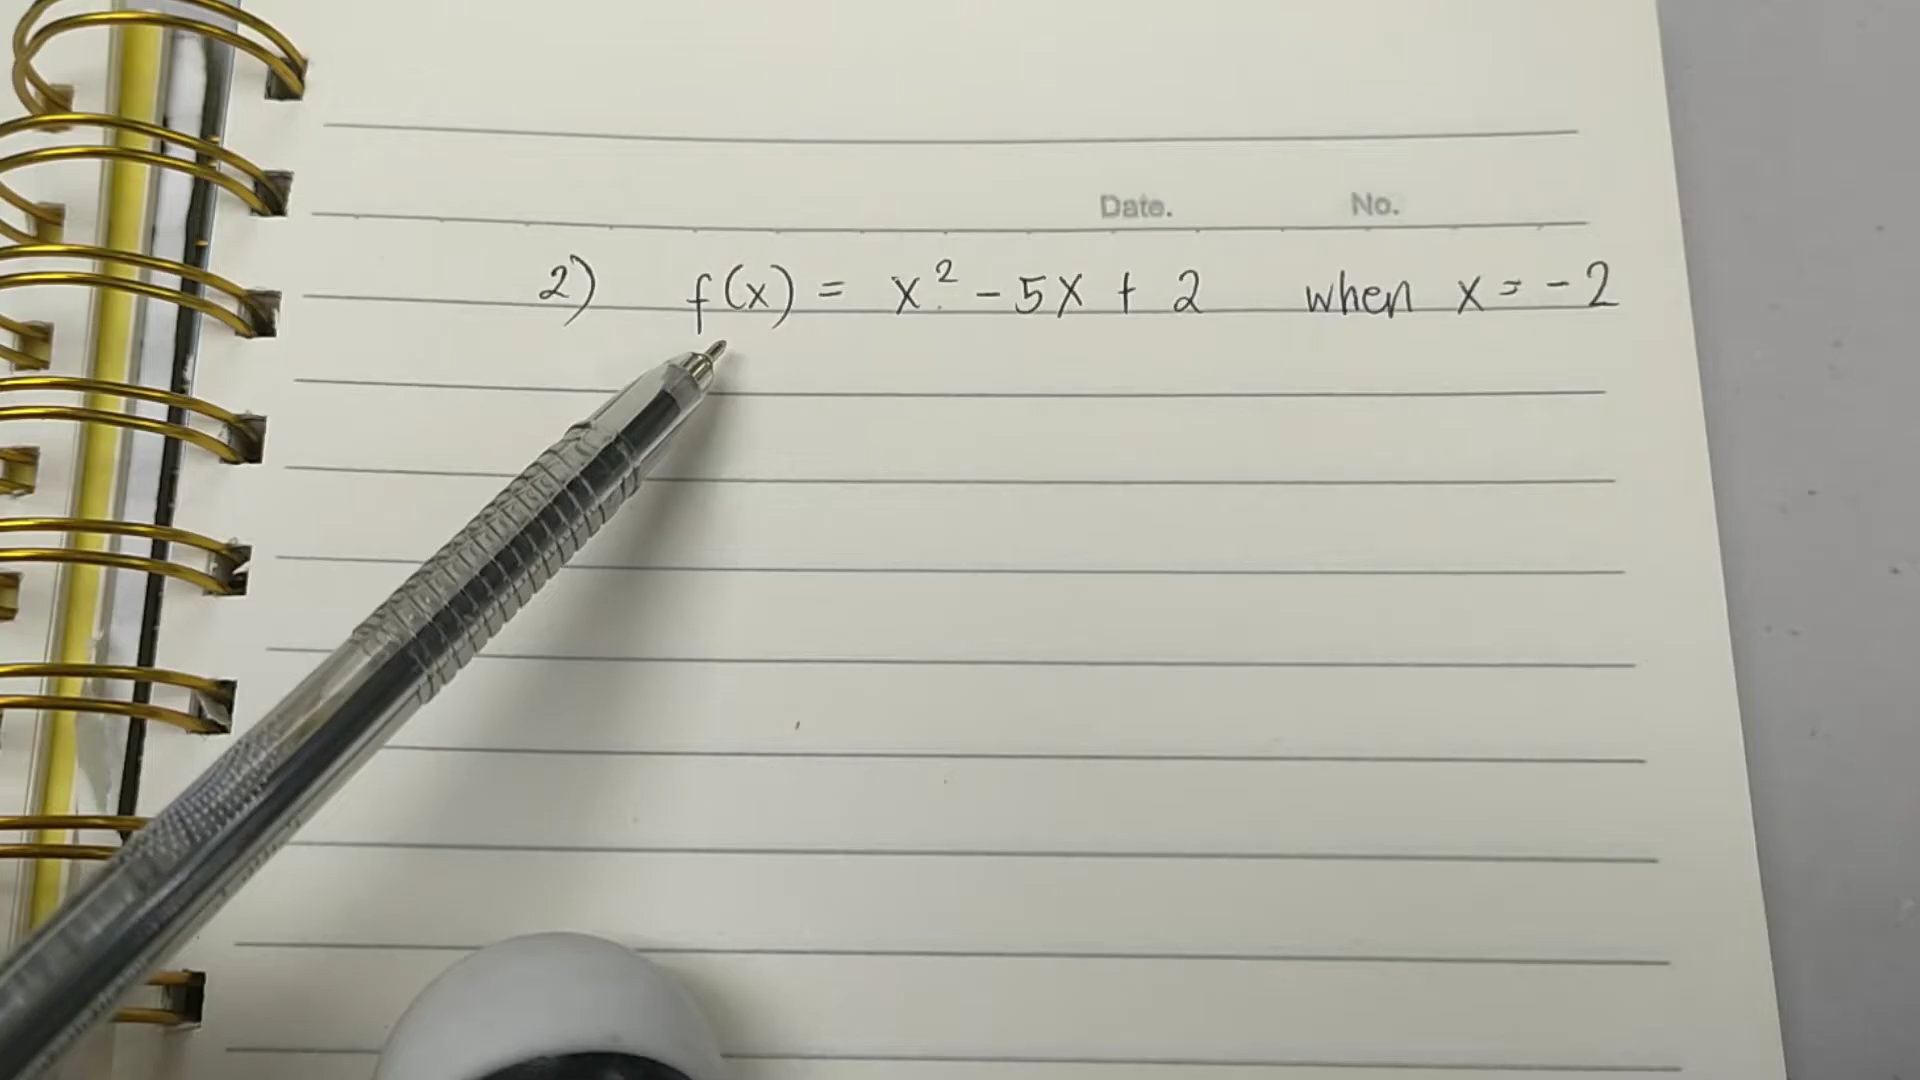 Date. No.
2) f(x) = x² - 5x + 2 when x = -2